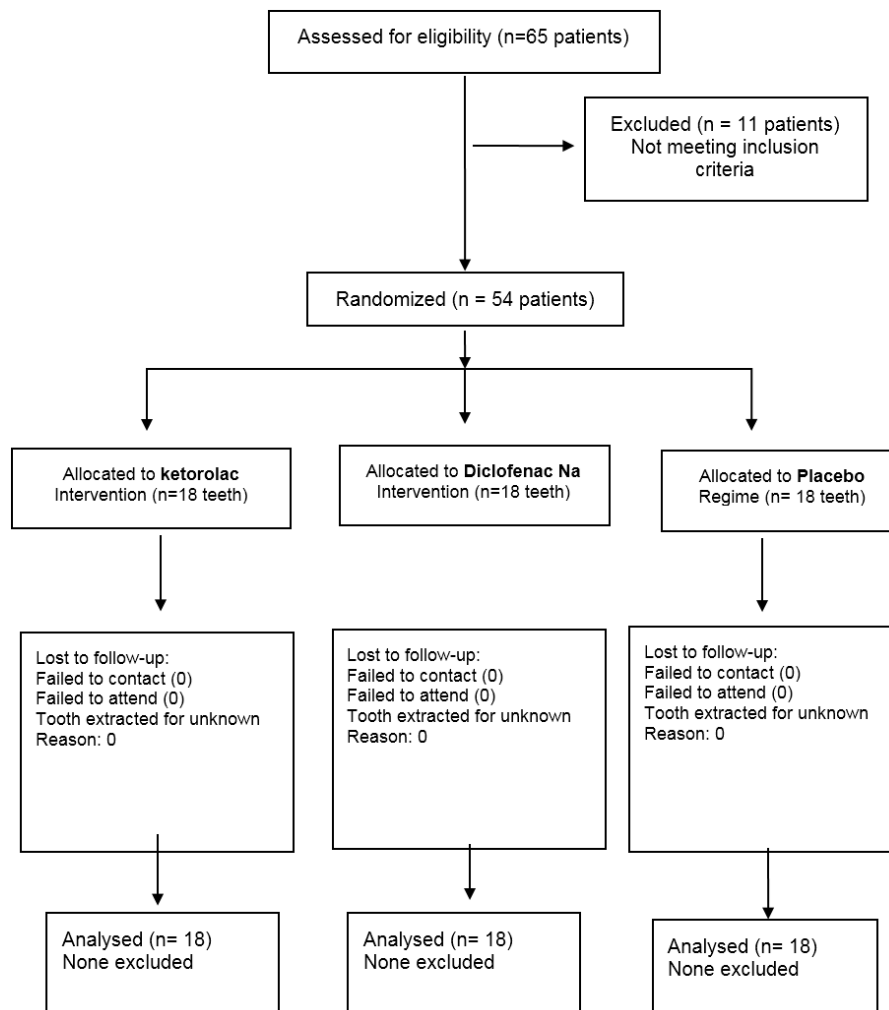 Assessed for eligibility (n=65 patients)
Excluded (n = 11 patients)
Not meeting inclusion
criteria
Randomized (n = 54 patients)
Allocated to ketorolac
Intervention (n=18 teeth)
Allocated to Diclofenac Na
Intervention (n=18 teeth)
Allocated to Placebo
Regime (n= 18 teeth)
Lost to follow-up:
Failed to contact (0)
Failed to attend (0)
Tooth extracted for unknown
Reason: 0
Lost to follow-up:
Failed to contact (0)
Failed to attend (0)
Tooth extracted for unknown
Reason: 0
Lost to follow-up:
Failed to contact (0)
Failed to attend (0)
Tooth extracted for unknown
Reason: 0
Analysed (n= 18)
None excluded
Analysed (n= 18)
None excluded
Analysed (n= 18)
None excluded